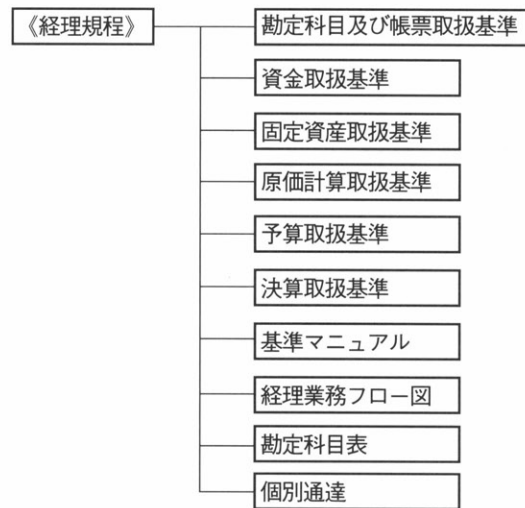 《経理規程》
勘定科目及び帳票取扱基準
資金取扱基準
固定資産取扱基準
原価計算取扱基準
予算取扱基準
決算取扱基準
基準マニュアル
経理業務フロー図
勘定科目表
個別通達